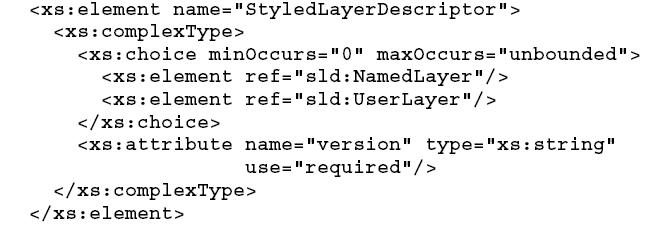 <xs:element name="StyledLayerDescriptor">
  <xs:complexType>
    <xs:choice minOccurs="0" maxOccurs="unbounded">
      <xs:element ref="sld:NamedLayer"/>
      <xs:element ref="sld:UserLayer"/>
    </xs:choice>
    <xs:attribute name="version" type="xs:string"
                  use="required"/>
  </xs:complexType>
</xs:element>